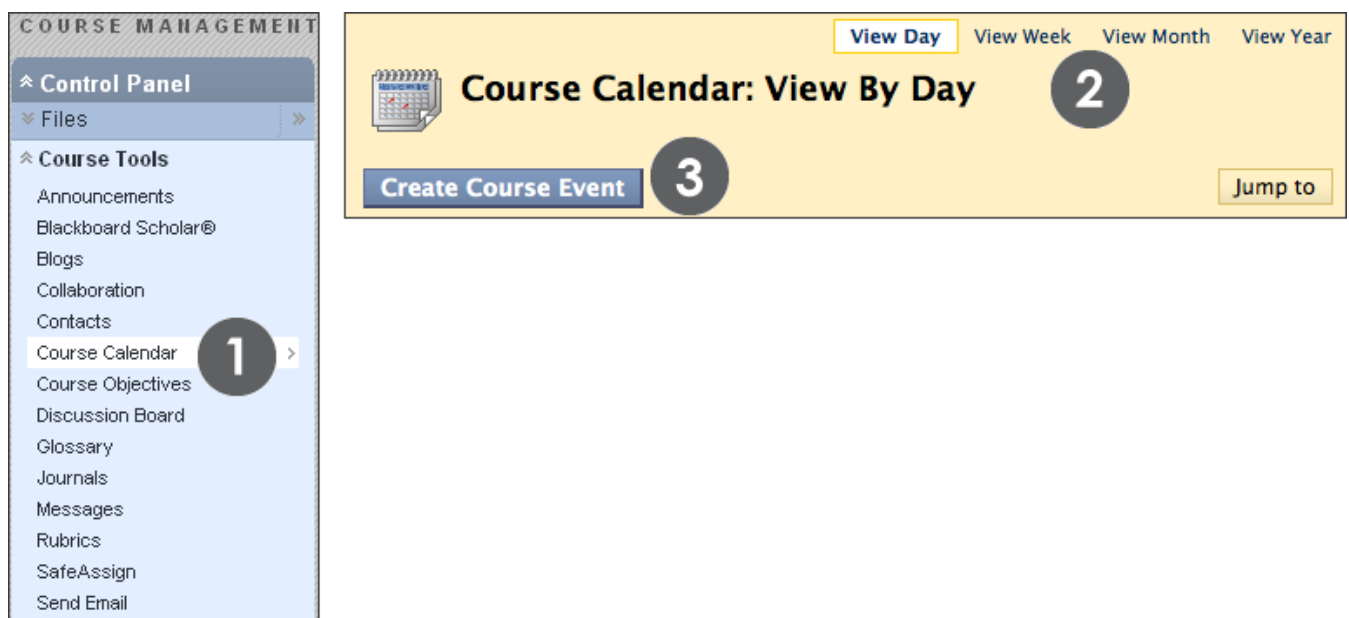 COURSE MANAGEMENT
Control Panel
Files
Course Tools
Announcements
Blackboard Scholar®
Blogs
Collaboration
Contacts
Course Calendar 1
Course Objectives
Discussion Board
Glossary
Journals
Messages
Rubrics
SafeAssign
Send Email
View Day View Week View Month View Year
Course Calendar: View By Day 2
Create Course Event 3 Jump to